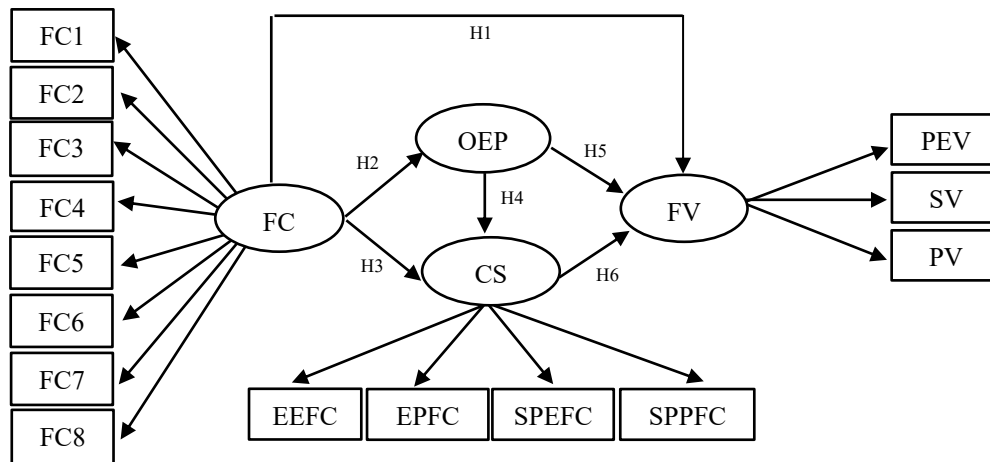 FC1
FC2
FC3
FC4
FC5
FC6
FC7
FC8
FC
H1
H2
H3
OEP
H4
CS
H5
H6
FV
PEV
SV
PV
EEFC
EPFC
SPEFC
SPPFC